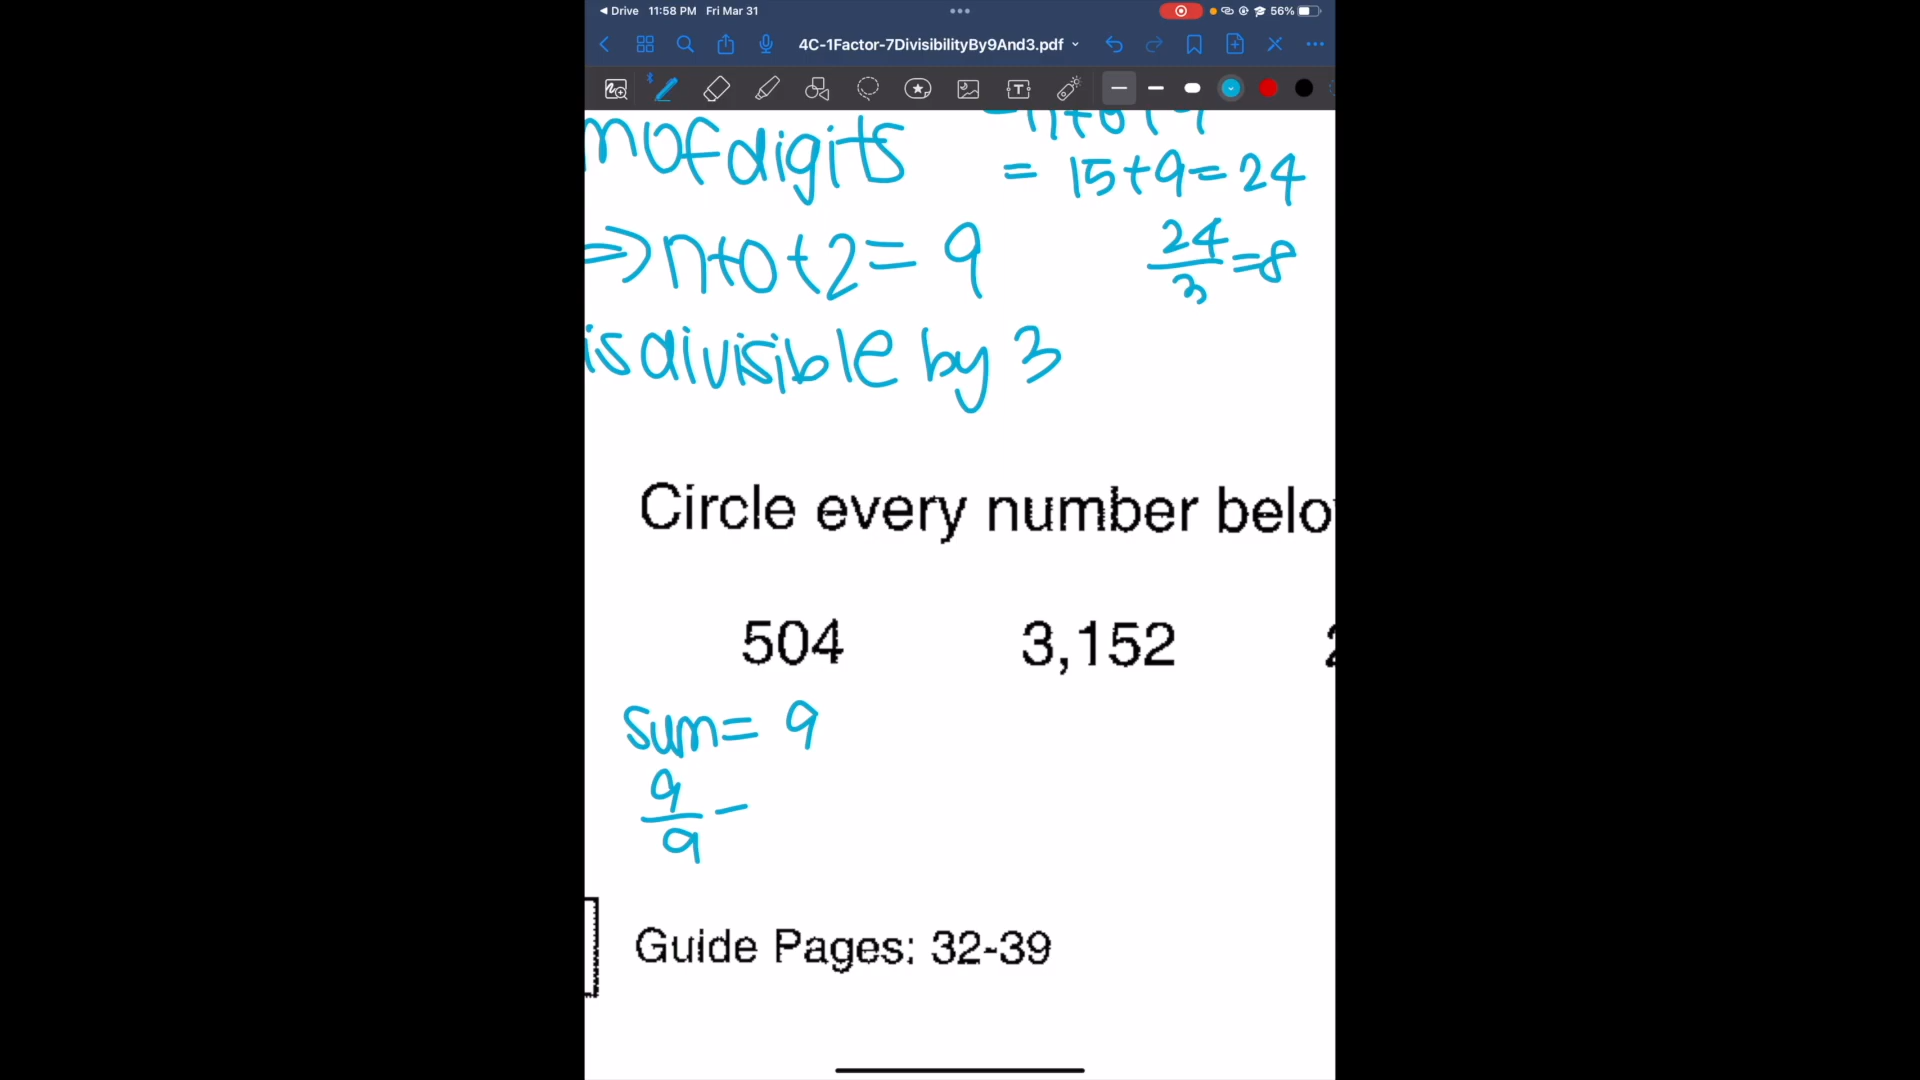 Drive 11:58 PM Fri Mar 31
56%
4C-1Factor-7DivisibilityBy9And3.pdf
m of digits
= 15+9=24
24
3
=8
⇒ n+0+2= 9
is divisible by 3
Circle every number belo
504 3,152
sum= 9
9
9
Guide Pages: 32-39